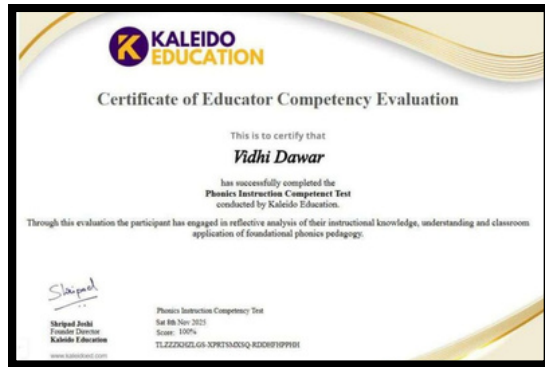 KALEIDO
EDUCATION
Certificate of Educator Competency Evaluation
This is to certify that
Vidhi Dawar
has successfully completed the
Phonics Instruction Competenct Test
conducted by Kaleido Education.
Through this evaluation the participant has engaged in reflective analysis of their instructional knowledge, understanding and classroom
application of foundational phonics pedagogy.
Shripad
Shripad Joshi
Founder Director
Kaleido Education
www.kaleidoed.com
Phonics Instruction Competency Test
Sat 8th Nov 2025
Score: 100%